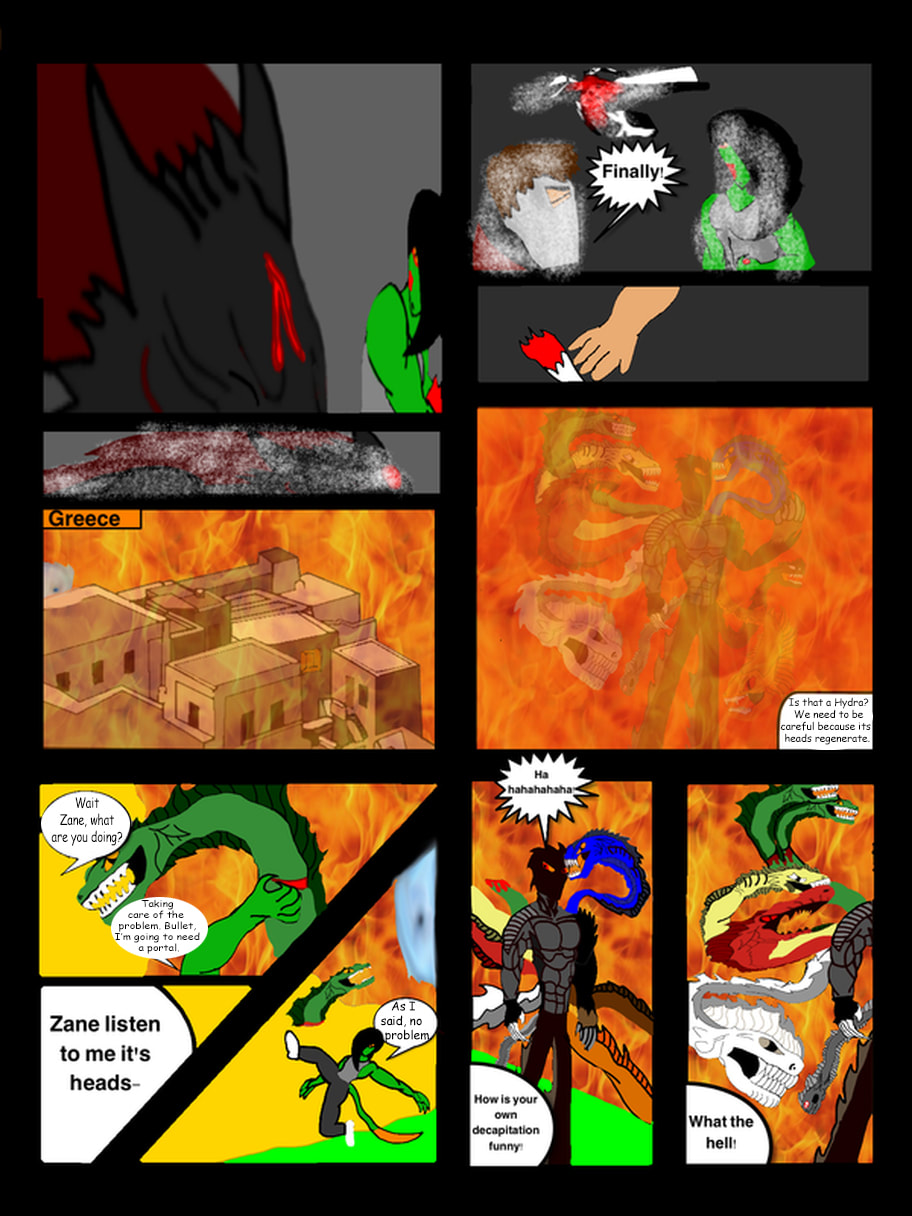 Finally!
Greece
Is that a Hydra?
We need to be
careful because its
heads regenerate.
Wait
Zane, what
are you doing?
Taking
care of the
problem. Bullet,
I'm going to need
a portal.
Zane listen
to me it's
heads-
As I
said, no
problem
Ha
hahahahaha
How is your
own
decapitation
funny!
What the
hell!